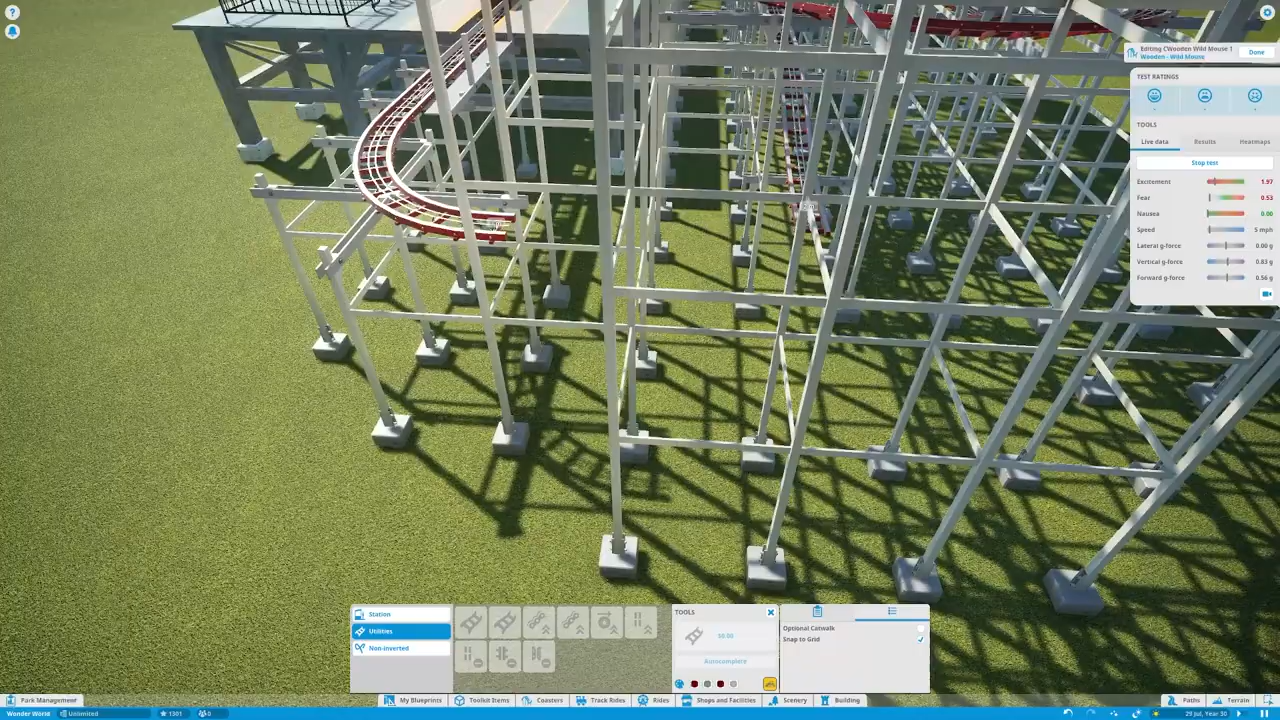 Editing ('Wooden Wild Mouse 1
Wooden - Wild Mouse
Done
TEST RATINGS
TOOLS
Live data
Results
Heatmaps
Stop test
Excitement 1.97
Fear 0.53
Nausea 0.00
Speed 5 mph
Lateral g-force 0.00 g
Vertical g-force 0.83 g
Forward g-force 0.56 g
Station
Utilities
Non-inverted
TOOLS
$0.00
Autocomplete
Optional Catwalk
Snap to Grid
Park Management
My Blueprints
Toolkit Items
Coasters
Track Rides
Rides
Shops and Facilities
Scenery
Building
Paths
Terrain
Wonder World
Unlimited
1301
0
29 Jul, Year 30